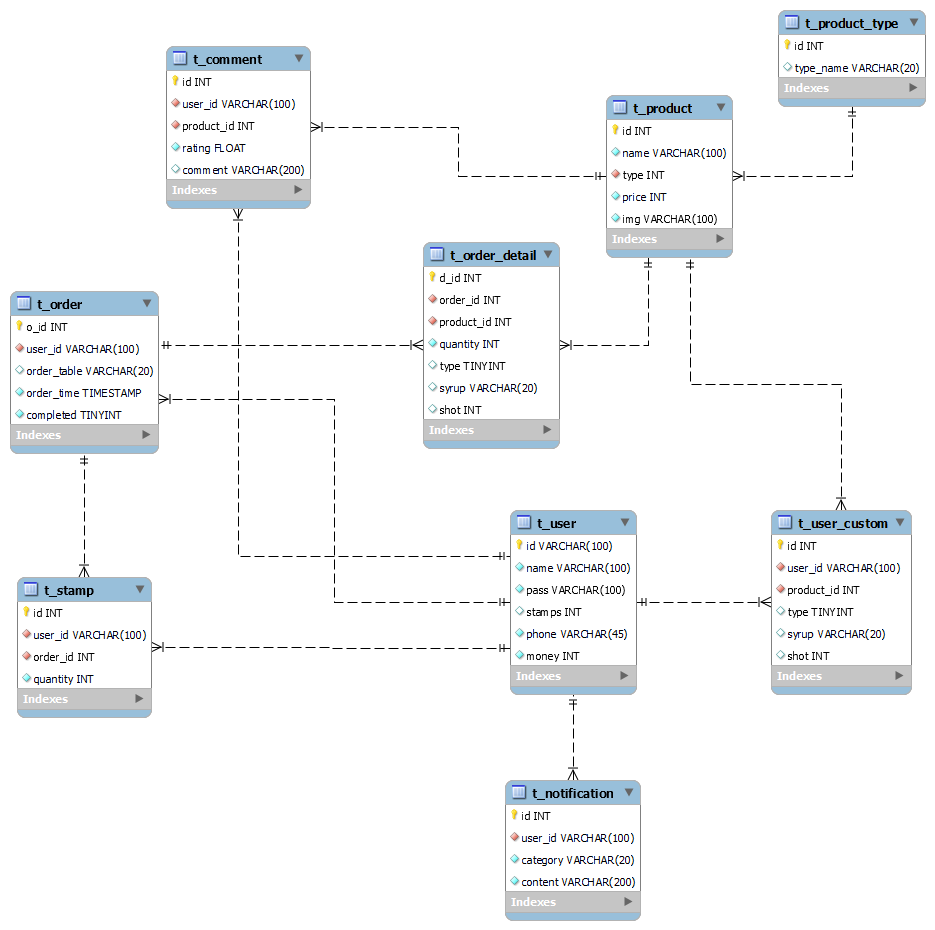 t_product_type
id INT
type_name VARCHAR(20)
Indexes
t_comment
id INT
user_id VARCHAR(100)
product_id INT
rating FLOAT
comment VARCHAR(200)
Indexes
t_product
id INT
name VARCHAR(100)
type INT
price INT
img VARCHAR(100)
Indexes
t_order_detail
d_id INT
order_id INT
product_id INT
quantity INT
type TINYINT
syrup VARCHAR(20)
shot INT
Indexes
t_order
o_id INT
user_id VARCHAR(100)
order_table VARCHAR(20)
order_time TIMESTAMP
completed TINYINT
Indexes
t_user
id VARCHAR(100)
name VARCHAR(100)
pass VARCHAR(100)
stamps INT
phone VARCHAR(45)
money INT
Indexes
t_user_custom
id INT
user_id VARCHAR(100)
product_id INT
type TINYINT
syrup VARCHAR(20)
shot INT
Indexes
t_stamp
id INT
user_id VARCHAR(100)
order_id INT
quantity INT
Indexes
t_notification
id INT
user_id VARCHAR(100)
category VARCHAR(20)
content VARCHAR(200)
Indexes